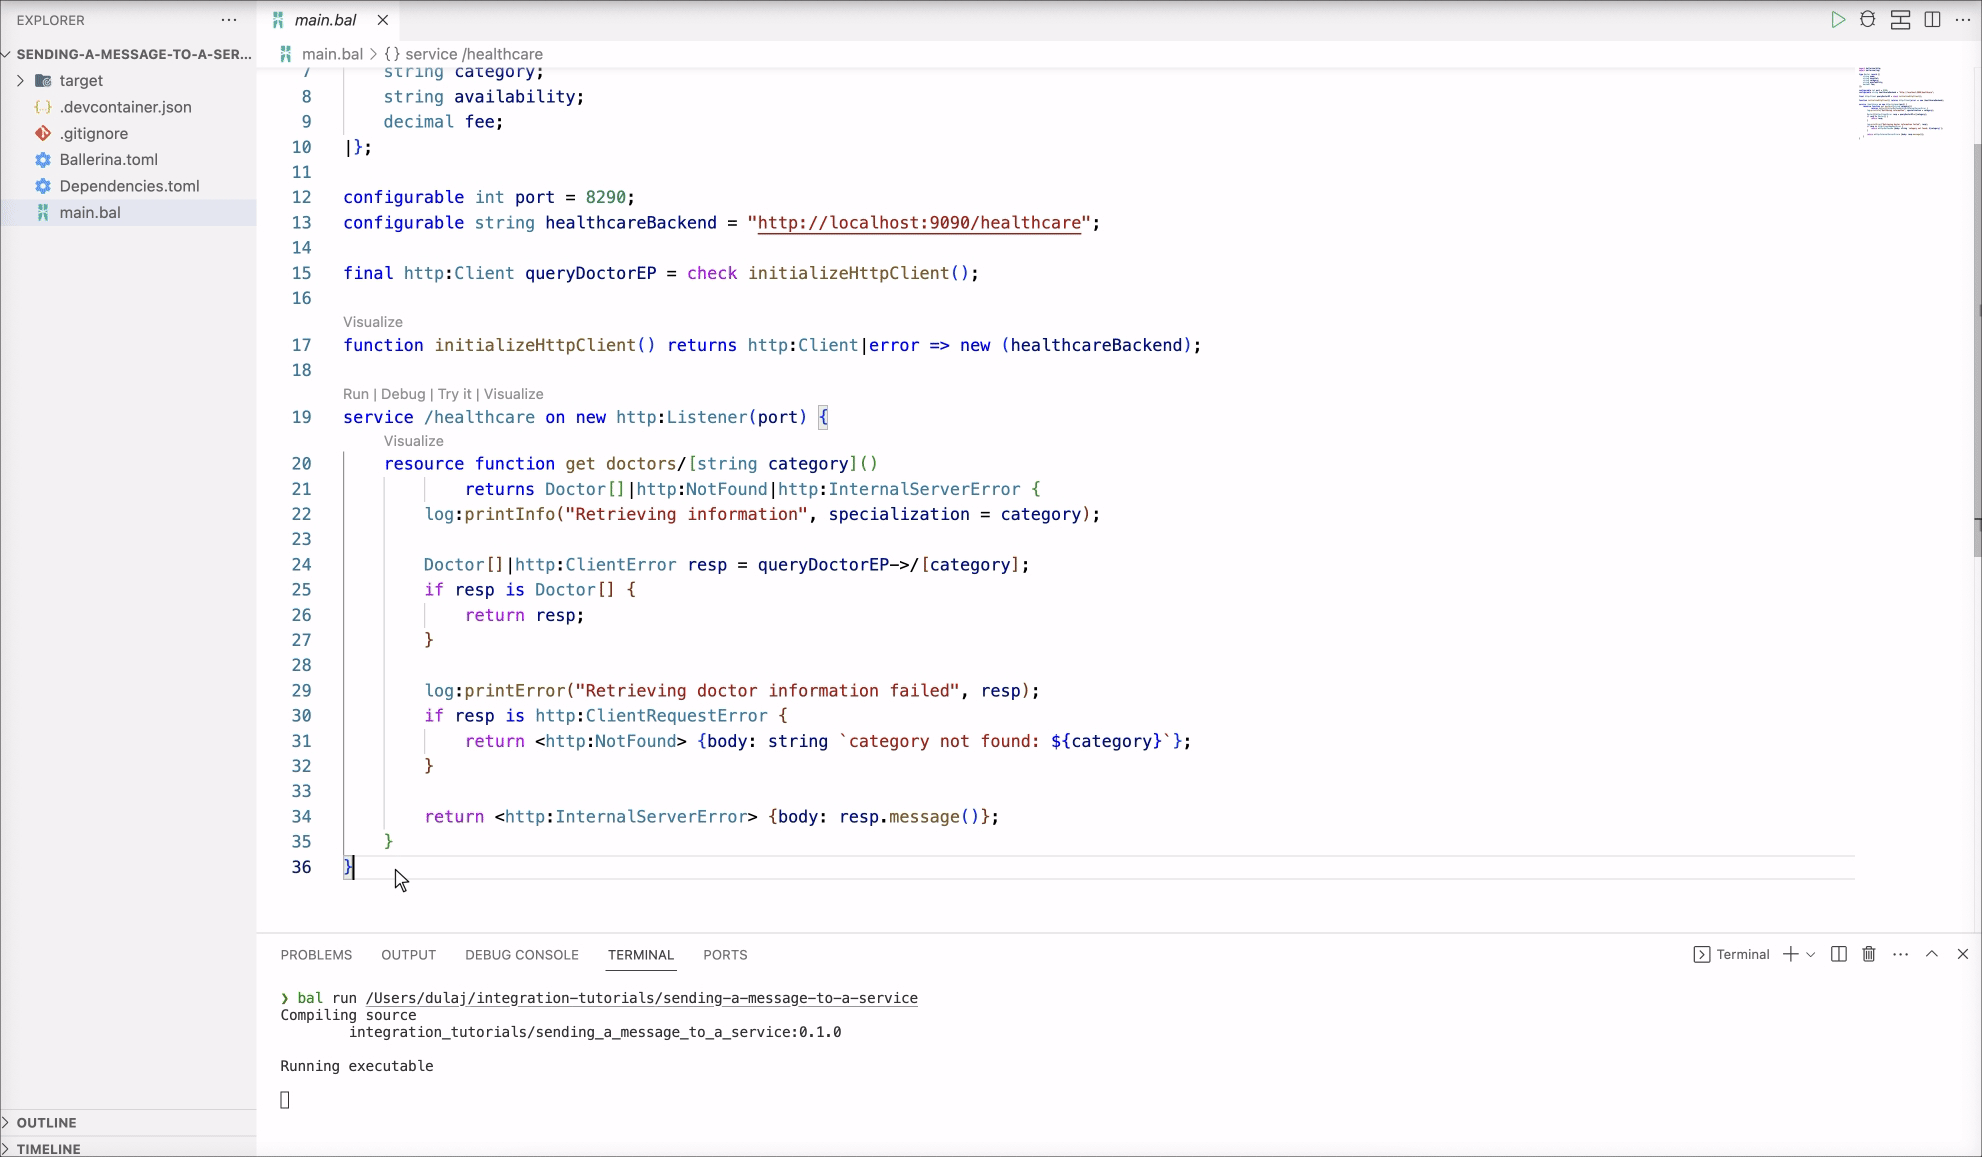 EXPLORER
SENDING-A-MESSAGE-TO-A-SER...
target
.devcontainer.json
.gitignore
Ballerina.toml
Dependencies.toml
main.bal
OUTLINE
TIMELINE
main.bal
main.bal > {} service /healthcare
7 string category;
8 string availability;
9 decimal fee;
10 |};
11
12 configurable int port = 8290;
13 configurable string healthcareBackend = "http://localhost:9090/healthcare";
14
15 final http:Client queryDoctorEP = check initializeHttpClient();
16
Visualize
17 function initializeHttpClient() returns http:Client|error => new (healthcareBackend);
18
Run | Debug | Try it | Visualize
19 service /healthcare on new http:Listener(port) {
Visualize
20 resource function get doctors/[string category]()
21 returns Doctor[]|http:NotFound|http:InternalServerError {
22 log:printInfo("Retrieving information", specialization = category);
23
24 Doctor[]|http:ClientError resp = queryDoctorEP->/[category];
25 if resp is Doctor[] {
26 return resp;
27 }
28
29 log:printError("Retrieving doctor information failed", resp);
30 if resp is http:ClientRequestError {
31 return <http:NotFound> {body: string `category not found: ${category}`};
32 }
33
34 return <http:InternalServerError> {body: resp.message()};
35 }
36 }
PROBLEMS OUTPUT DEBUG CONSOLE TERMINAL PORTS
Terminal
❯ bal run /Users/dulaj/integration-tutorials/sending-a-message-to-a-service
Compiling source
integration_tutorials/sending_a_message_to_a_service:0.1.0
Running executable